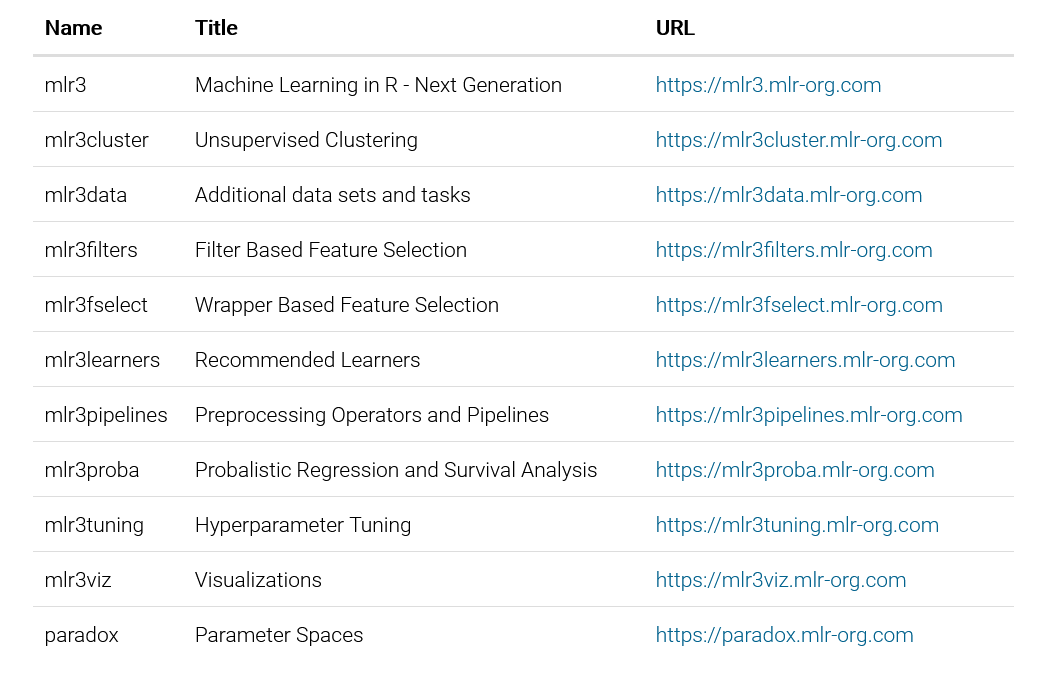 Name Title URL
mlr3 Machine Learning in R - Next Generation https://mlr3.mlr-org.com
mlr3cluster Unsupervised Clustering https://mlr3cluster.mlr-org.com
mlr3data Additional data sets and tasks https://mlr3data.mlr-org.com
mlr3filters Filter Based Feature Selection https://mlr3filters.mlr-org.com
mlr3fselect Wrapper Based Feature Selection https://mlr3fselect.mlr-org.com
mlr3learners Recommended Learners https://mlr3learners.mlr-org.com
mlr3pipelines Preprocessing Operators and Pipelines https://mlr3pipelines.mlr-org.com
mlr3proba Probalistic Regression and Survival Analysis https://mlr3proba.mlr-org.com
mlr3tuning Hyperparameter Tuning https://mlr3tuning.mlr-org.com
mlr3viz Visualizations https://mlr3viz.mlr-org.com
paradox Parameter Spaces https://paradox.mlr-org.com